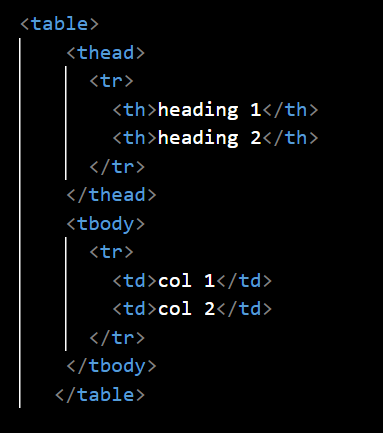 <table>
<thead>
<tr>
<th>heading 1</th>
<th>heading 2</th>
</tr>
</thead>
<tbody>
<tr>
<td>col 1</td>
<td>col 2</td>
</tr>
</tbody>
</table>